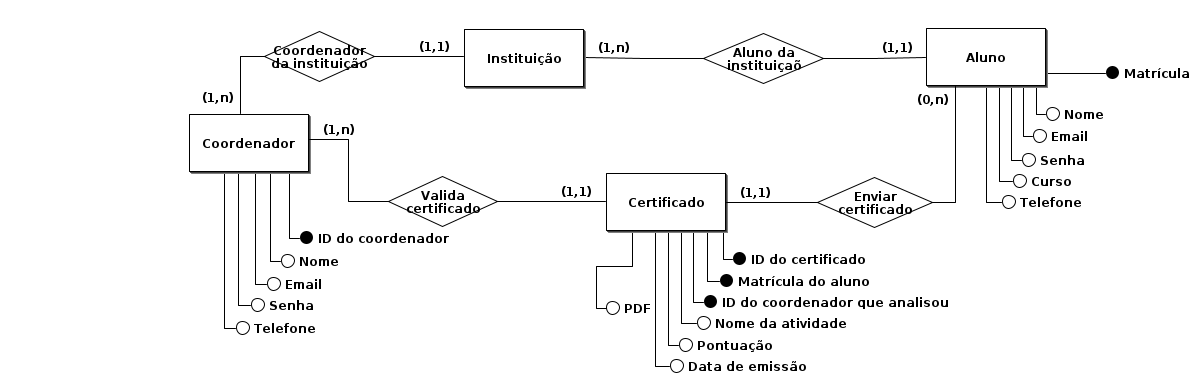 Coordenador
da instituição
(1,1)
Instituição
(1,n)
Aluno da
instituiçaõ
(1,1)
Aluno
Matrícula
(1,n)
(0,n)
Nome
Email
Senha
Curso
Telefone
Coordenador
(1,n)
Valida
certificado
(1,1)
Certificado
(1,1)
Enviar
certificado
ID do coordenador
Nome
Email
Senha
Telefone
ID do certificado
Matrícula do aluno
ID do coordenador que analisou
PDF
Nome da atividade
Pontuação
Data de emissão